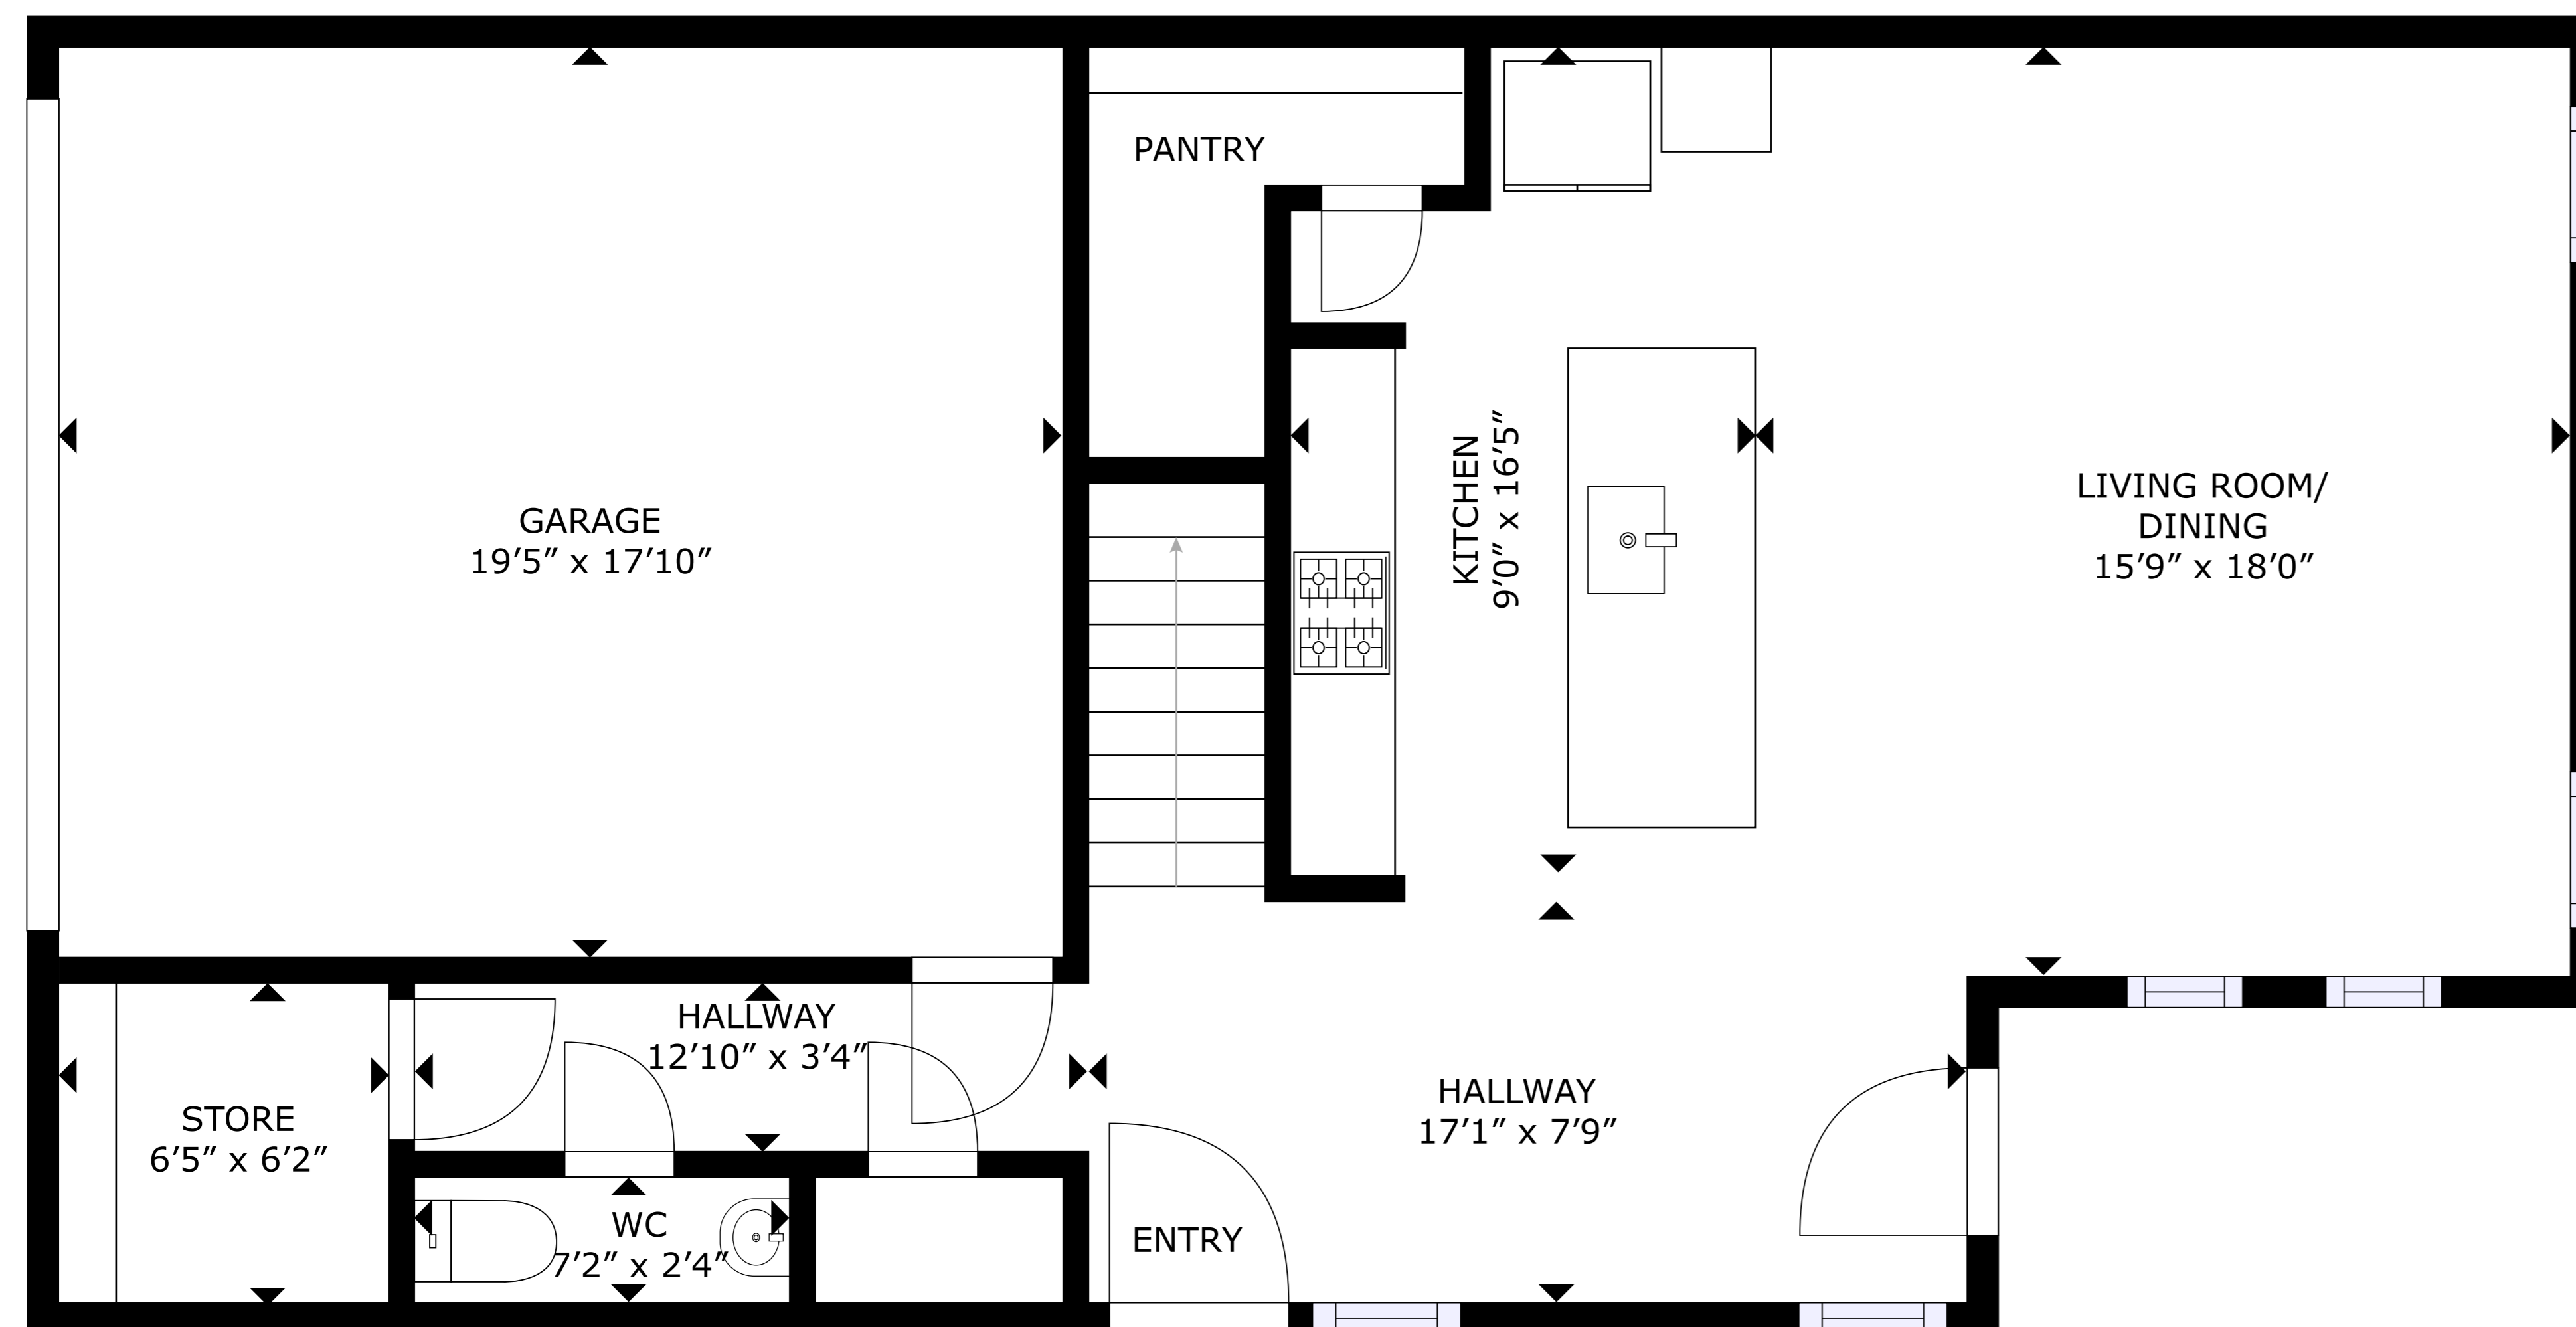 PANTRY
GARAGE
19′5″ x 17′10″
KITCHEN
9′0″ x 16′5″
LIVING ROOM/
DINING
15′9″ x 18′0″
HALLWAY
12′10″ x 3′4″
STORE
6′5″ x 6′2″
HALLWAY
17′1″ x 7′9″
WC
7′2″ x 2′4″
ENTRY